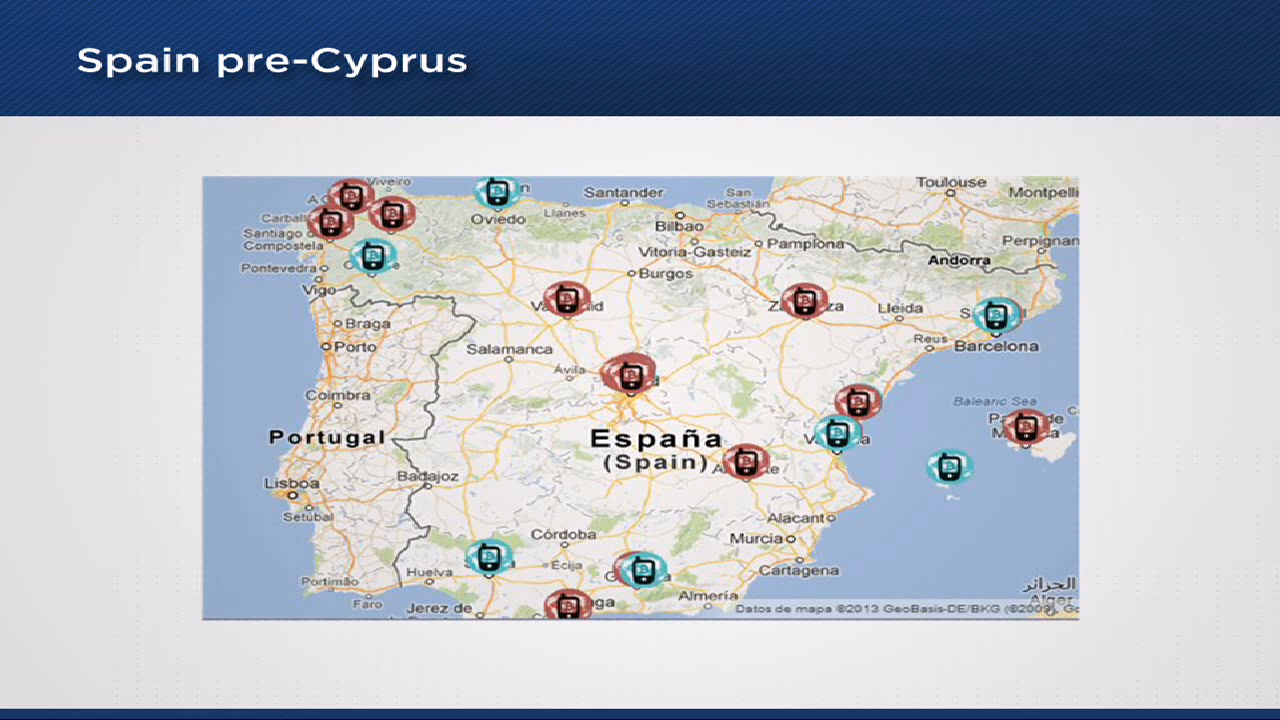 Spain pre-Cyprus
Viveiro
Toulouse
Santander
San
Sebastián
Montpelli
Carball
Oviedo
Llanes
Bilbao
Santiago
Compostela
Vitoria-Gasteiz
Pamplona
Perpignan
Pontevedra
Andorra
Burgos
Vigo
Lleida
Braga
Reus
Porto
Salamanca
Barcelona
Ávila
Coimbra
Balearic Sea
Portugal
España
(Spain)
Badajoz
Lisboa
Setúbal
Alacant
Córdoba
Murcia
Écija
Cartagena
Huelva
Portimão
الجزائر
Faro
Jerez de
Almería
Alger
Datos de mapa ©2013 GeoBasis-DE/BKG (©2009), Go